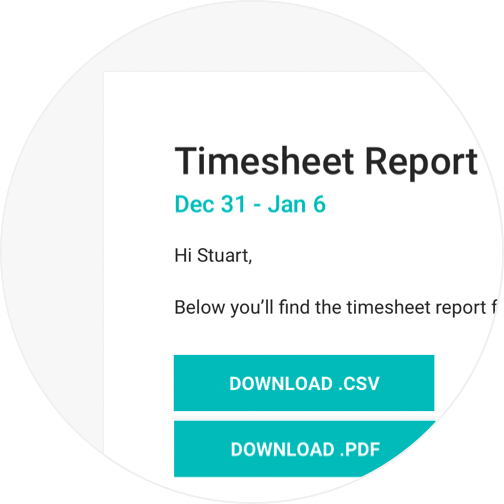 Timesheet Report
Dec 31 - Jan 6
Hi Stuart,
Below you’ll find the timesheet report f
DOWNLOAD .CSV
DOWNLOAD .PDF